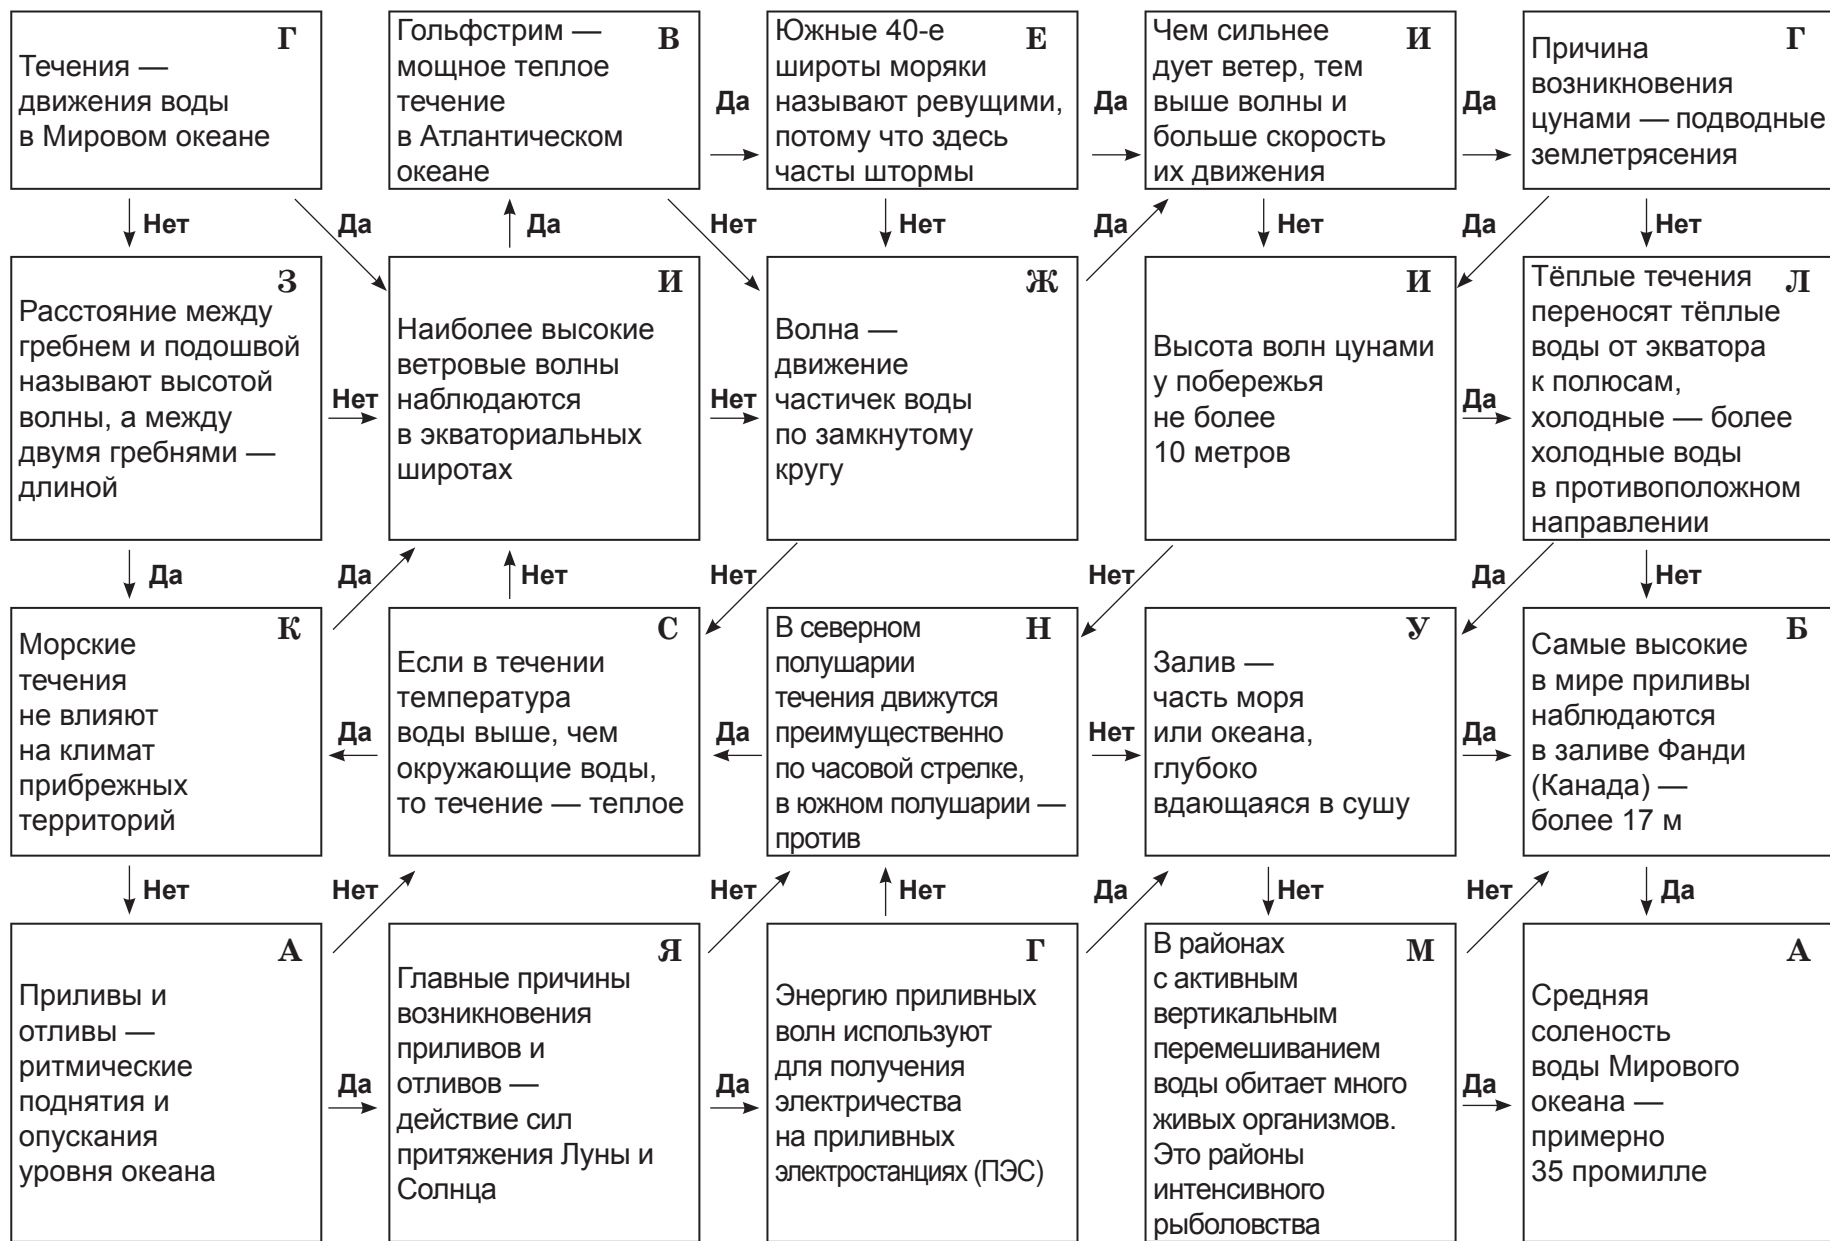 Г
Течения —
движения воды
в Мировом океане
Гольфстрим —
В
мощное теплое
течение
в Атлантическом
океане
Да
Южные 40-е
Е
широты моряки
называют ревущими,
потому что здесь
часты штормы
Да
Чем сильнее
И
дует ветер, тем
выше волны и
больше скорость
их движения
Да
Г
Причина
возникновения
цунами — подводные
землетрясения
Нет
Да
Да
Нет
Нет
Да
Нет
Да
Нет
З
Расстояние между
гребнем и подошвой
называют высотой
волны, а между
двумя гребнями —
длиной
Нет
И
Наиболее высокие
ветровые волны
наблюдаются
в экваториальных
широтах
Нет
Ж
Волна —
движение
частичек воды
по замкнутому
кругу
И
Высота волн цунами
у побережья
не более
10 метров
Да
Тёплые течения
Л
переносят тёплые
воды от экватора
к полюсам,
холодные — более
холодные воды
в противоположном
направлении
Да
Да
Нет
Нет
Нет
Да
Нет
К
Морские
течения
не влияют
на климат
прибрежных
территорий
Да
С
Если в течении
температура
воды выше, чем
окружающие воды,
то течение — теплое
Да
В северном
Н
полушарии
течения движутся
преимущественно
по часовой стрелке,
в южном полушарии —
против
Нет
У
Залив —
часть моря
или океана,
глубоко
вдающаяся в сушу
Да
Б
Самые высокие
в мире приливы
наблюдаются
в заливе Фанди
(Канада) —
более 17 м
Нет
Нет
Нет
Нет
Да
Нет
Нет
Да
А
Приливы и
отливы —
ритмические
поднятия и
опускания
уровня океана
Да
Я
Главные причины
возникновения
приливов и
отливов —
действие сил
притяжения Луны и
Солнца
Да
Г
Энергию приливных
волн используют
для получения
электричества
на приливных
электростанциях (ПЭС)
В районах
М
с активным
вертикальным
перемешиванием
воды обитает много
живых организмов.
Это районы
интенсивного
рыболовства
Да
А
Средняя
соленость
воды Мирового
океана —
примерно
35 промилле